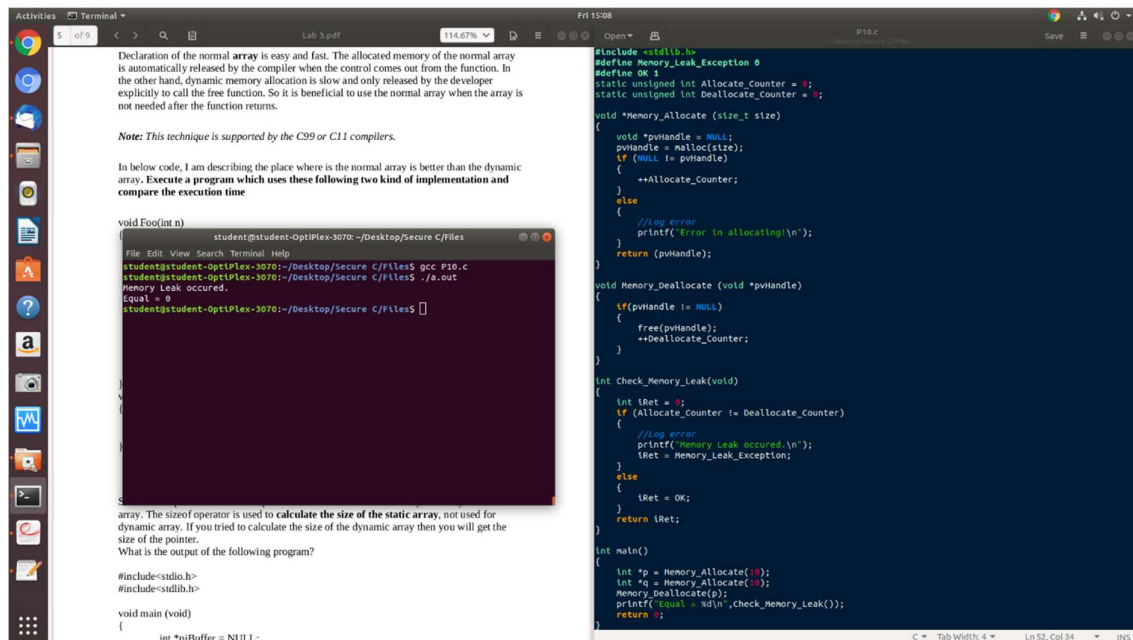 Activities
Terminal
Fri 15:08
5 of 9
Lab 3.pdf
114.67%
Declaration of the normal array is easy and fast. The allocated memory of the normal array
is automatically released by the compiler when the control comes out from the function. In
the other hand, dynamic memory allocation is slow and only released by the developer
explicitly to call the free function. So it is beneficial to use the normal array when the array is
not needed after the function returns.
Note: This technique is supported by the C99 or C11 compilers.
In below code, I am describing the place where is the normal array is better than the dynamic
array. Execute a program which uses these following two kind of implementation and
compare the execution time
void Foo(int n)
{
student@student-OptiPlex-3070: ~/Desktop/Secure C/Files
File Edit View Search Terminal Help
student@student-OptiPlex-3070:~/Desktop/Secure C/Files$ gcc P10.c
student@student-OptiPlex-3070:~/Desktop/Secure C/Files$ ./a.out
Memory Leak occured.
Equal = 0
student@student-OptiPlex-3070:~/Desktop/Secure C/Files$
}
{
}
array. The sizeof operator is used to calculate the size of the static array, not used for
dynamic array. If you tried to calculate the size of the dynamic array then you will get the
size of the pointer.
What is the output of the following program?
#include<stdio.h>
#include<stdlib.h>
void main (void)
{
int *piBuffer = NULL;
Open
P10.c
~/Desktop/Secure C/Files
Save
#include <stdlib.h>
#define Memory_Leak_Exception 0
#define OK 1
static unsigned int Allocate_Counter = 0;
static unsigned int Deallocate_Counter = 0;
void *Memory_Allocate (size_t size)
{
void *pvHandle = NULL;
pvHandle = malloc(size);
if (NULL != pvHandle)
{
++Allocate_Counter;
}
else
{
//Log error
printf("Error in allocating!\n");
}
return (pvHandle);
}
void Memory_Deallocate (void *pvHandle)
{
if(pvHandle != NULL)
{
free(pvHandle);
++Deallocate_Counter;
}
}
int Check_Memory_Leak(void)
{
int iRet = 0;
if (Allocate_Counter != Deallocate_Counter)
{
//Log error
printf("Memory Leak occured.\n");
iRet = Memory_Leak_Exception;
}
else
{
iRet = OK;
}
return iRet;
}
int main()
{
int *p = Memory_Allocate(10);
int *q = Memory_Allocate(10);
Memory_Deallocate(p);
printf("Equal = %d\n",Check_Memory_Leak());
return 0;
}
C
Tab Width: 4
Ln 52, Col 34
INS